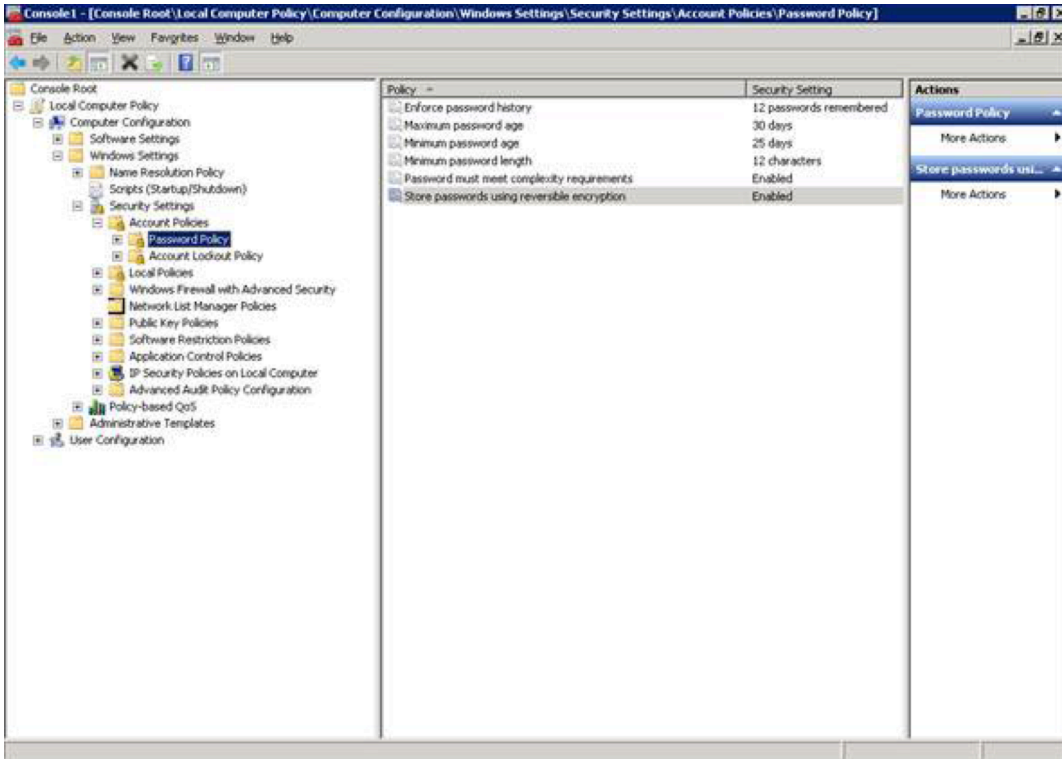 Console1 - [Console Root\Local Computer Policy\Computer Configuration\Windows Settings\Security Settings\Account Policies\Password Policy]
File Action View Favorites Window Help
Console Root
Local Computer Policy
Computer Configuration
Software Settings
Windows Settings
Name Resolution Policy
Scripts (Startup/Shutdown)
Security Settings
Account Policies
Password Policy
Account Lockout Policy
Local Policies
Windows Firewall with Advanced Security
Network List Manager Policies
Public Key Policies
Software Restriction Policies
Application Control Policies
IP Security Policies on Local Computer
Advanced Audit Policy Configuration
Policy-based QoS
Administrative Templates
User Configuration
Policy Security Setting
Enforce password history 12 passwords remembered
Maximum password age 30 days
Minimum password age 25 days
Minimum password length 12 characters
Password must meet complexity requirements Enabled
Store passwords using reversible encryption Enabled
Actions
Password Policy
More Actions
Store passwords usi...
More Actions